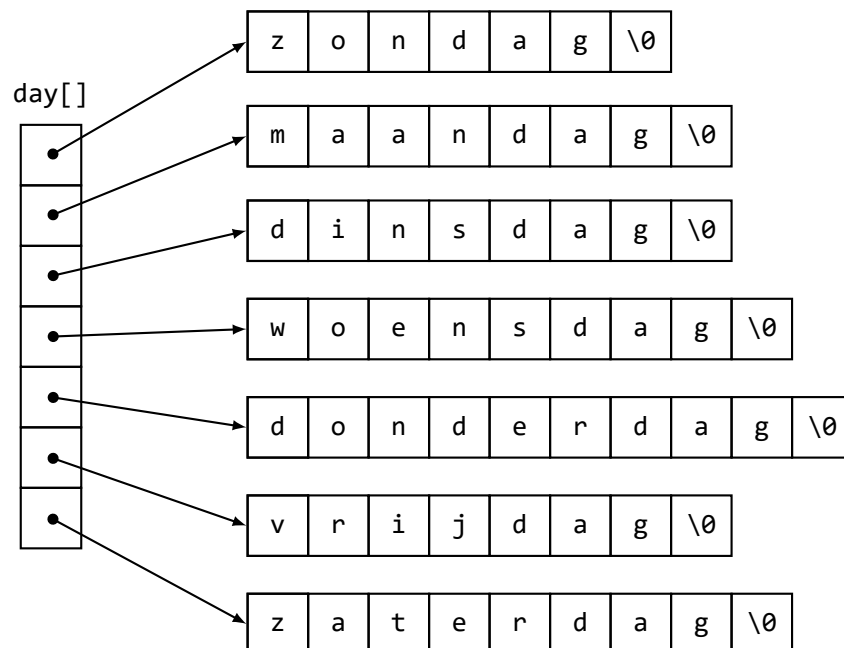 z o n d a g \0
day[]
m a a n d a g \0
d i n s d a g \0
w o e n s d a g \0
d o n d e r d a g \0
v r i j d a g \0
z a t e r d a g \0